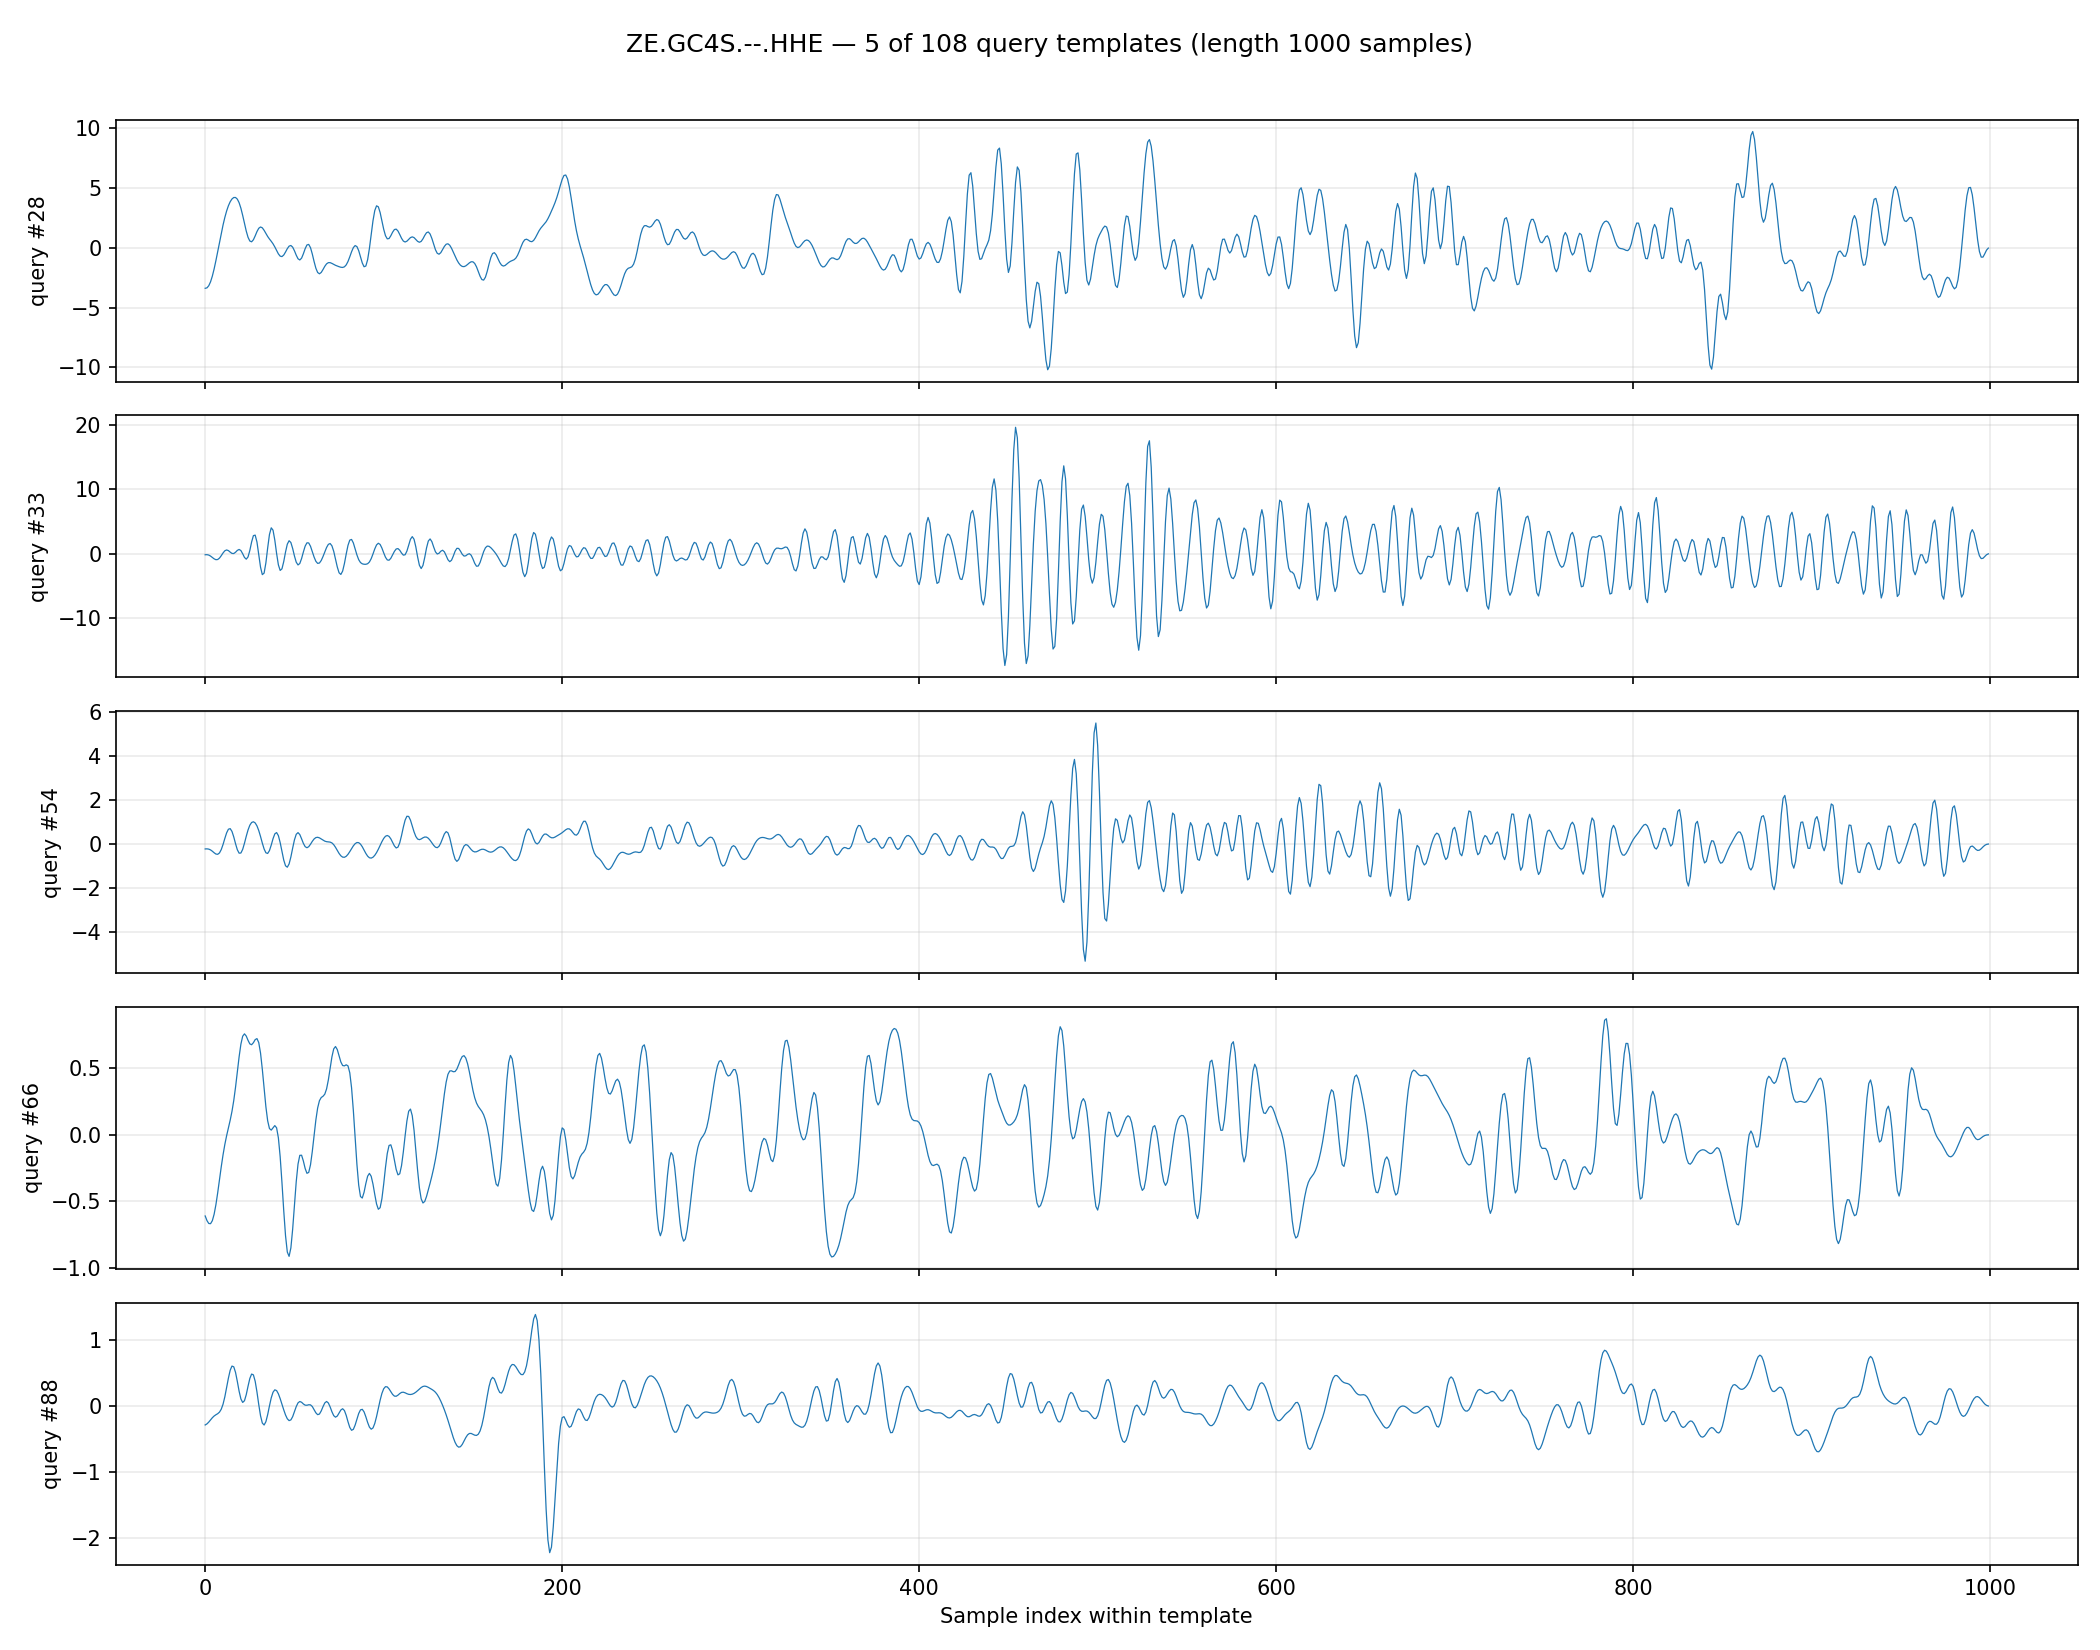 ZE.GC4S.--.HHE — 5 of 108 query templates (length 1000 samples)
10
5
0
−5
−10
query #28
20
10
0
−10
query #33
6
4
2
0
−2
−4
query #54
0.5
0.0
−0.5
−1.0
query #66
1
0
−1
−2
query #88
0 200 400 600 800 1000
Sample index within template